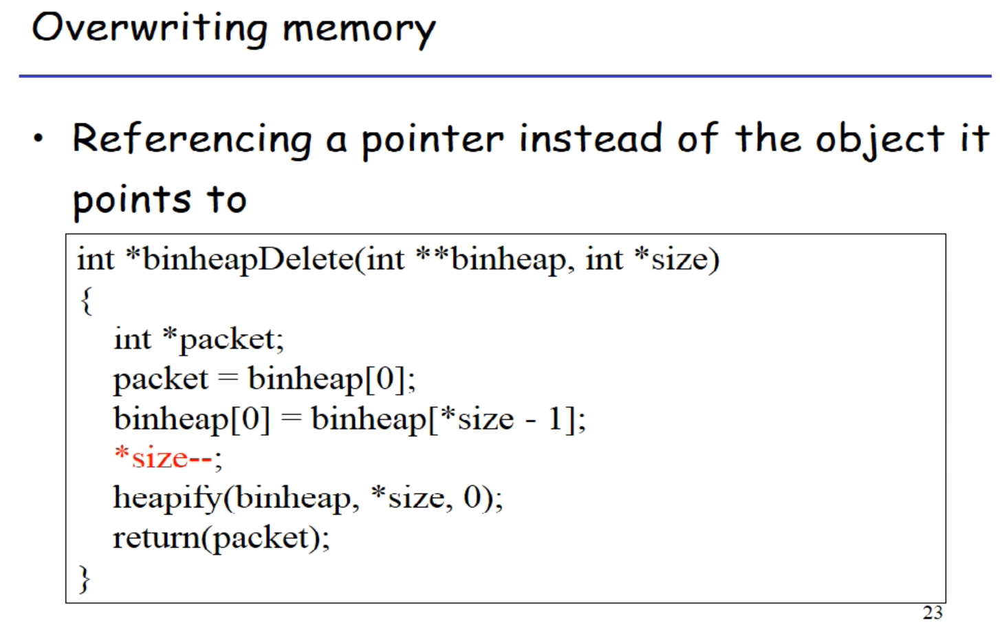 Overwriting memory
• Referencing a pointer instead of the object it
points to
int *binheapDelete(int **binheap, int *size)
{
int *packet;
packet = binheap[0];
binheap[0] = binheap[*size - 1];
*size--;
heapify(binheap, *size, 0);
return(packet);
}
23